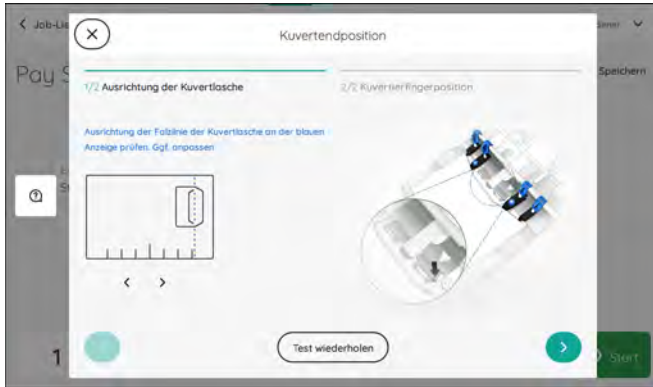 Job-Lis
Kuvertendposition
Pay S
Speichern
1/2 Ausrichtung der Kuvertlasche
2/2 Kuvertierfingerposition
Ausrichtung der Falzlinie der Kuvertlasche an der blauen
Anzeige prüfen. Ggf. anpassen
Test wiederholen
1
Start